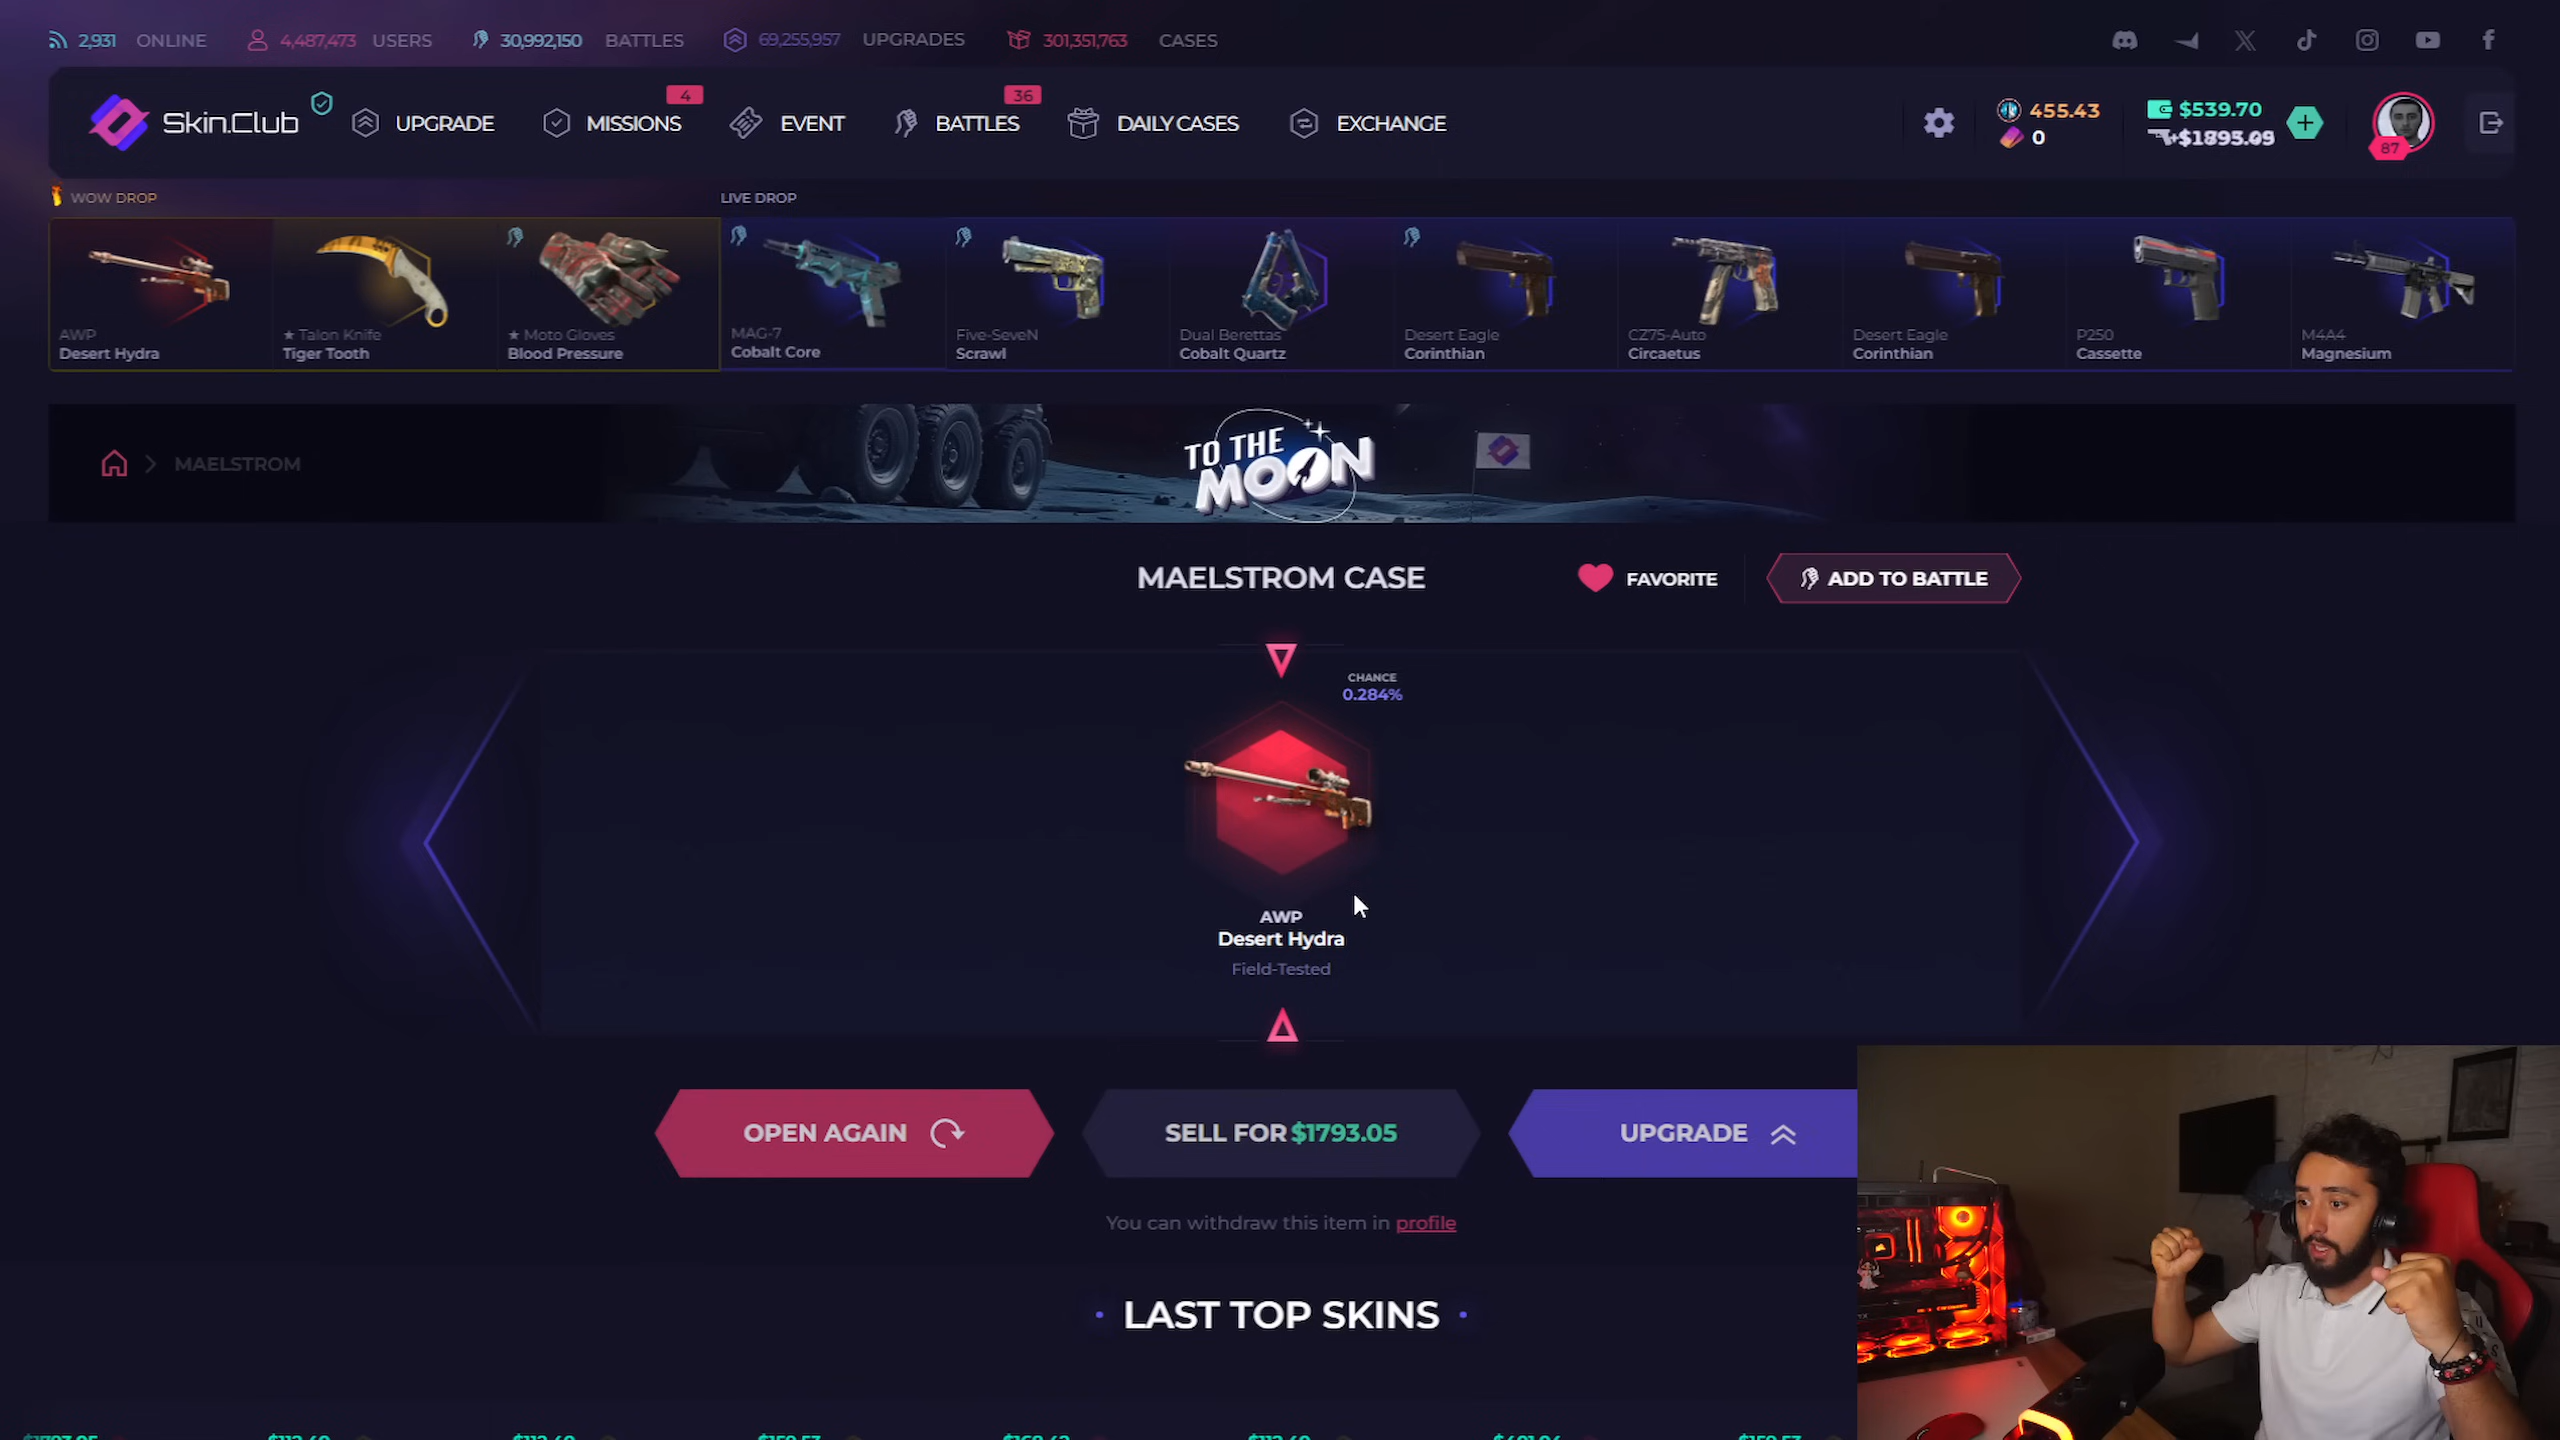 2,931 ONLINE 4,487,473 USERS 30,992,150 BATTLES 69,255,957 UPGRADES 301,351,763 CASES
Skin.Club UPGRADE MISSIONS 4 EVENT BATTLES 36 DAILY CASES EXCHANGE
455.43 $539.70
0 +$1893.09
87
WOW DROP LIVE DROP
AWP ★ Talon Knife ★ Moto Gloves MAG-7 Five-SeveN Dual Berettas Desert Eagle CZ75-Auto Desert Eagle P250 M4A4
Desert Hydra Tiger Tooth Blood Pressure Cobalt Core Scrawl Cobalt Quartz Corinthian Circaetus Corinthian Cassette Magnesium
MAELSTROM
TO THE
MOON
MAELSTROM CASE FAVORITE ADD TO BATTLE
CHANCE
0.284%
AWP
Desert Hydra
Field-Tested
OPEN AGAIN SELL FOR $1793.05 UPGRADE
You can withdraw this item in profile
• LAST TOP SKINS •